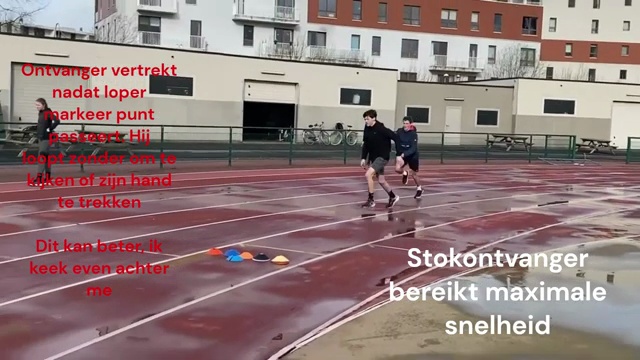 Ontvanger vertrekt
nadat loper
markeer punt
passeert. Hij
loopt zonder om te
kijken of zijn hand
te trekken
Dit kan beter, ik
keek even achter
me
Stokontvanger
bereikt maximale
snelheid